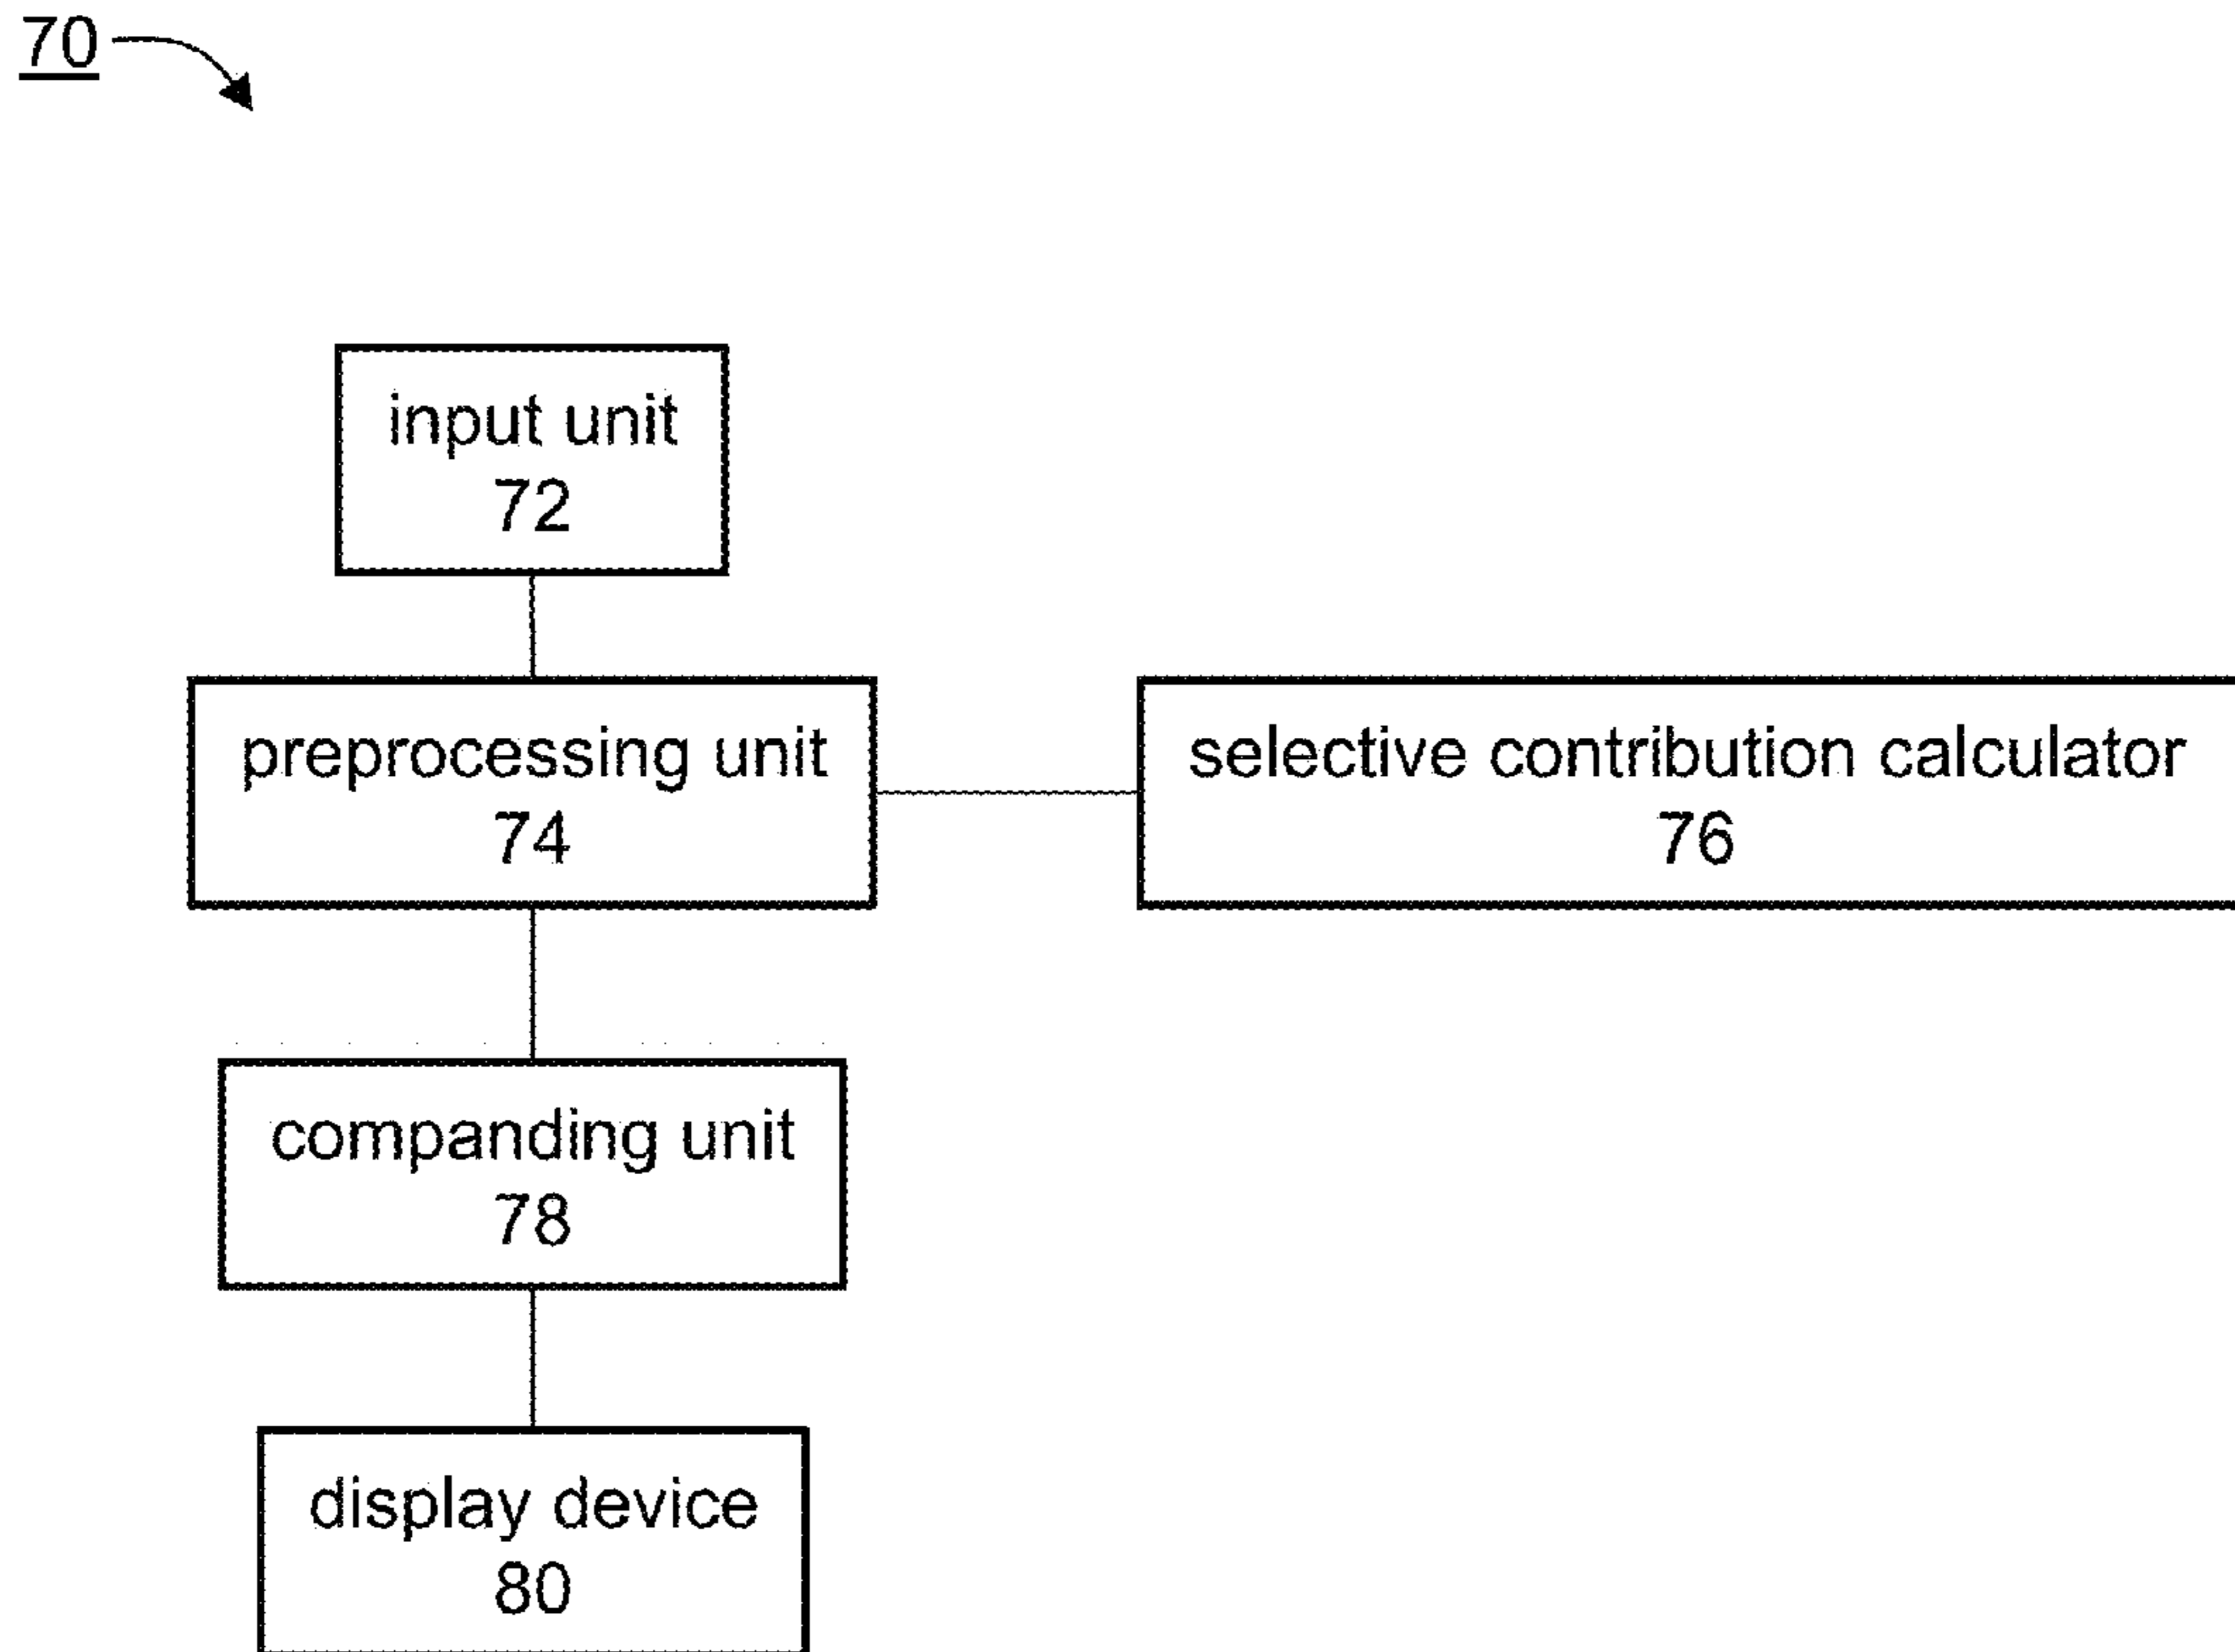 70
input unit
72
preprocessing unit
74
selective contribution calculator
76
companding unit
78
display device
80